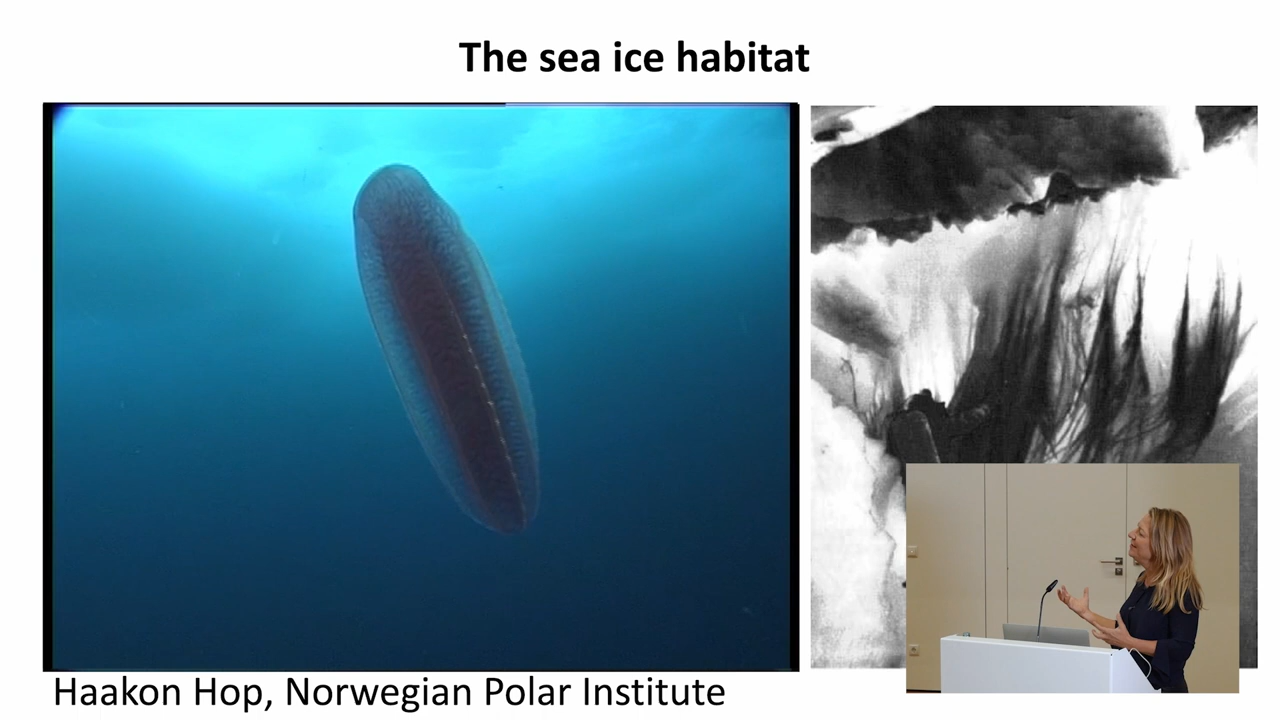 The sea ice habitat
Haakon Hop, Norwegian Polar Institute